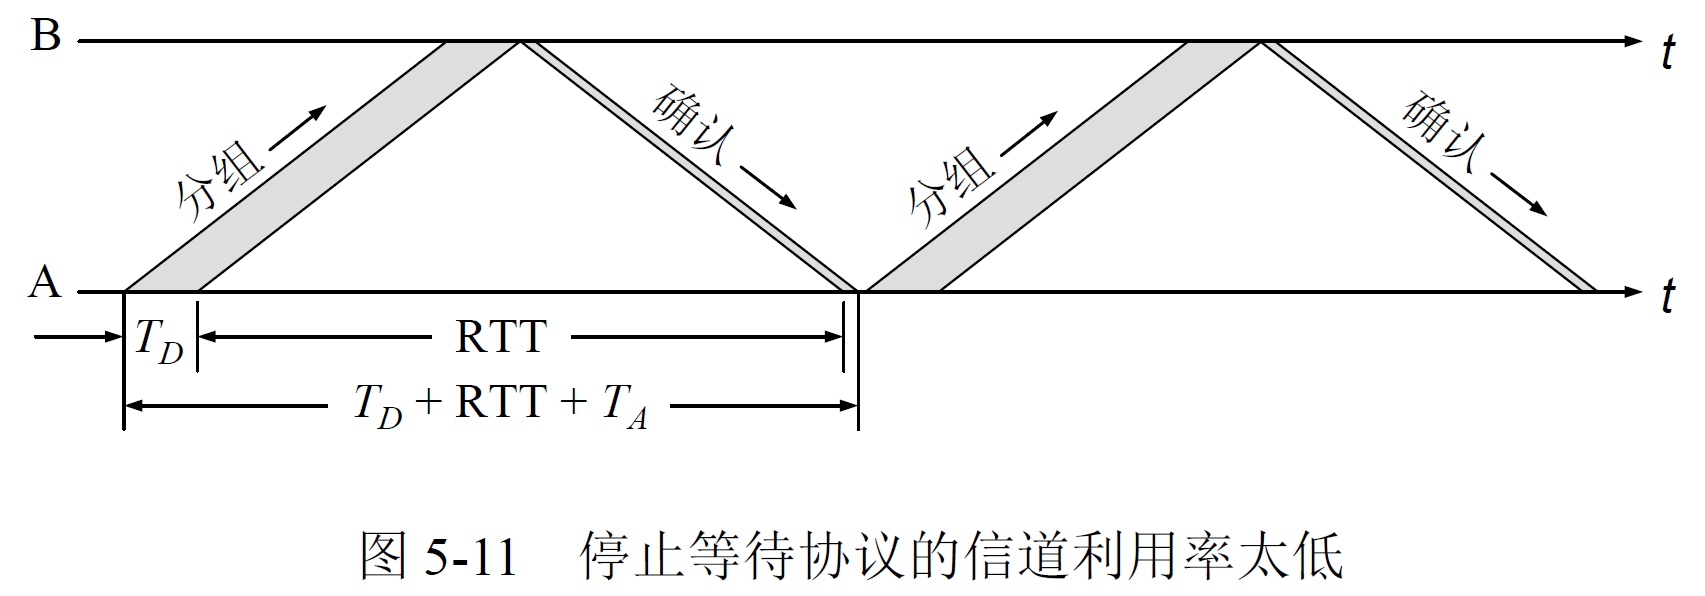 B
t
分组
确认
分组
确认
A
t
T_D
RTT
T_D + RTT + T_A
图 5-11 停止等待协议的信道利用率太低